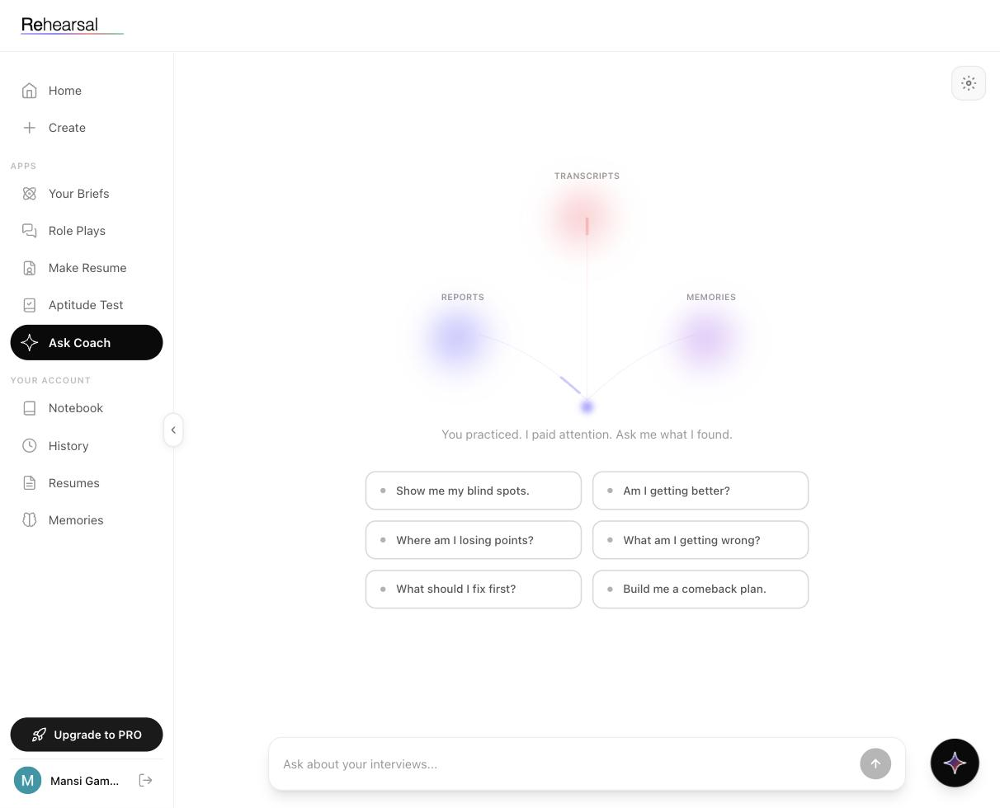 Rehearsal
Home
Create
APPS
Your Briefs
Role Plays
Make Resume
Aptitude Test
Ask Coach
YOUR ACCOUNT
Notebook
History
Resumes
Memories
Upgrade to PRO
M
Mansi Gam...
TRANSCRIPTS
REPORTS
MEMORIES
You practiced. I paid attention. Ask me what I found.
Show me my blind spots.
Am I getting better?
Where am I losing points?
What am I getting wrong?
What should I fix first?
Build me a comeback plan.
Ask about your interviews...